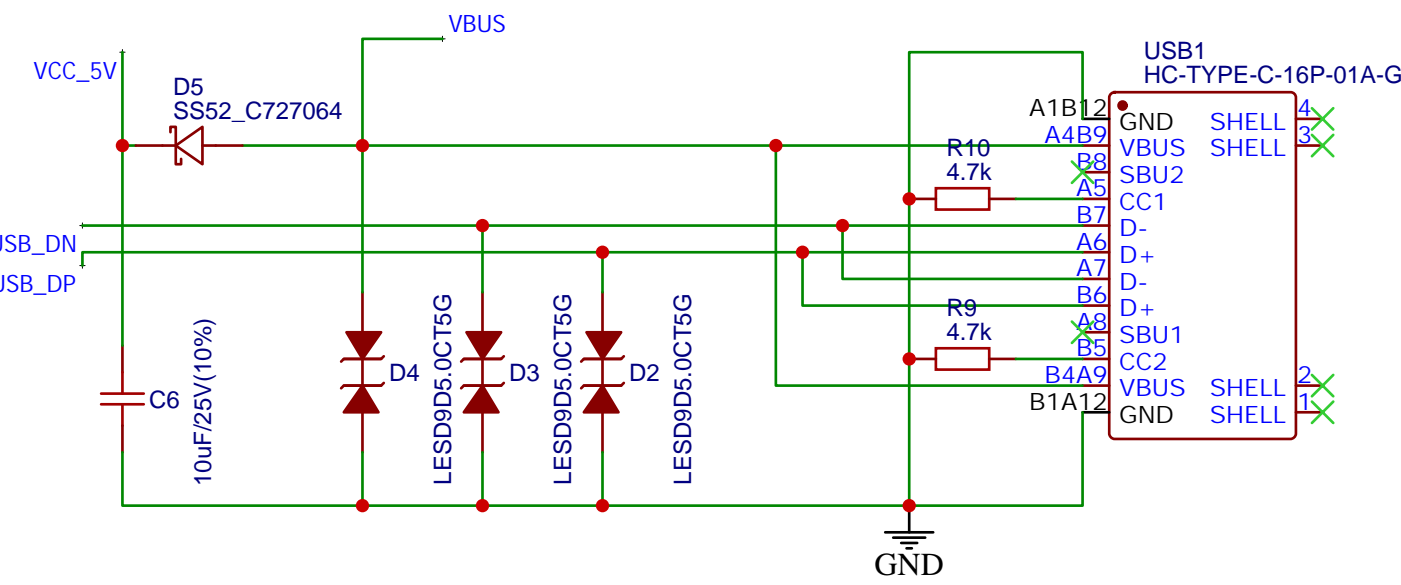 VBUS
VCC_5V
D5
SS52_C727064
USB1
HC-TYPE-C-16P-01A-G
A1B12
GND
SHELL
4
A4B9
VBUS
SHELL
3
R10
4.7k
B8
SBU2
A5
CC1
B7
D-
USB_DN
A6
D+
USB_DP
A7
D-
B6
D+
R9
4.7k
A8
SBU1
B5
CC2
B4A9
VBUS
SHELL
2
B1A12
GND
SHELL
1
C6
10uF/25V(10%)
D4
LESD9D5.0CT5G
D3
LESD9D5.0CT5G
D2
LESD9D5.0CT5G
GND